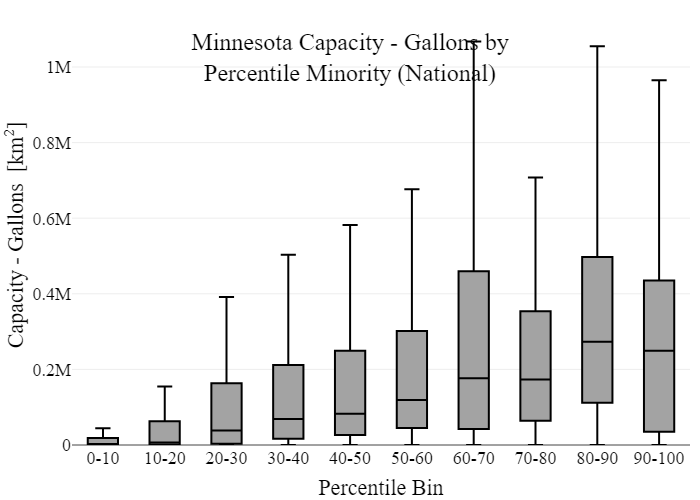 Minnesota Capacity - Gallons by
Percentile Minority (National)
Capacity - Gallons [km²]
1M
0.8M
0.6M
0.4M
0.2M
0
0-10 10-20 20-30 30-40 40-50 50-60 60-70 70-80 80-90 90-100
Percentile Bin